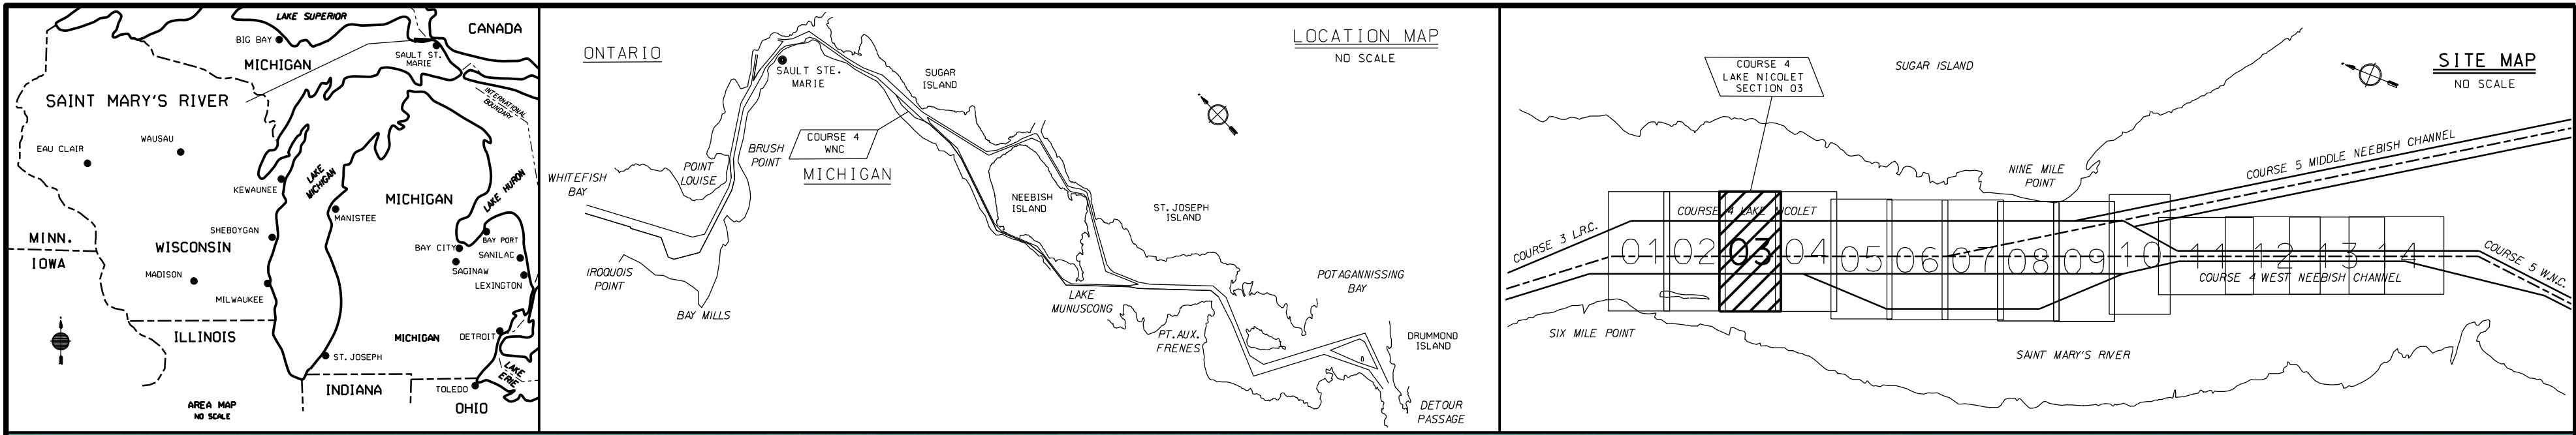 LAKE SUPERIOR
CANADA
BIG BAY
SAULT ST.
MARIE
MICHIGAN
INTERNATIONAL
BOUNDARY
SAINT MARY'S RIVER
WAUSAU
EAU CLAIR
LAKE
MICHIGAN
KEWAUNEE
MICHIGAN
LAKE HURON
MANISTEE
SHEBOYGAN
MINN.
WISCONSIN
BAY CITY
BAY PORT
IOWA
SANILAC
MADISON
SAGINAW
LEXINGTON
MILWAUKEE
ILLINOIS
MICHIGAN
DETROIT
ST. JOSEPH
LAKE
ERIE
INDIANA
TOLEDO
AREA MAP
NO SCALE
OHIO
ONTARIO
LOCATION MAP
NO SCALE
SAULT STE.
MARIE
SUGAR
ISLAND
COURSE 4
WNC
BRUSH
POINT
POINT
LOUISE
MICHIGAN
WHITEFISH
BAY
NEEBISH
ISLAND
ST. JOSEPH
ISLAND
IROQUOIS
POINT
POTAGANNISSING
BAY
LAKE
MUNUSCONG
BAY MILLS
PT.AUX.
FRENES
DRUMMOND
ISLAND
DETOUR
PASSAGE
COURSE 4
LAKE NICOLET
SECTION 03
SUGAR ISLAND
SITE MAP
NO SCALE
COURSE 5 MIDDLE NEEBISH CHANNEL
NINE MILE
POINT
COURSE 4 LAKE NICOLET
COURSE 3 L.R.C.
01 02 03 04 05 06 07 08 09 10 11 12 13 14
COURSE 4 WEST NEEBISH CHANNEL
COURSE 5 W.N.C.
SIX MILE POINT
SAINT MARY'S RIVER